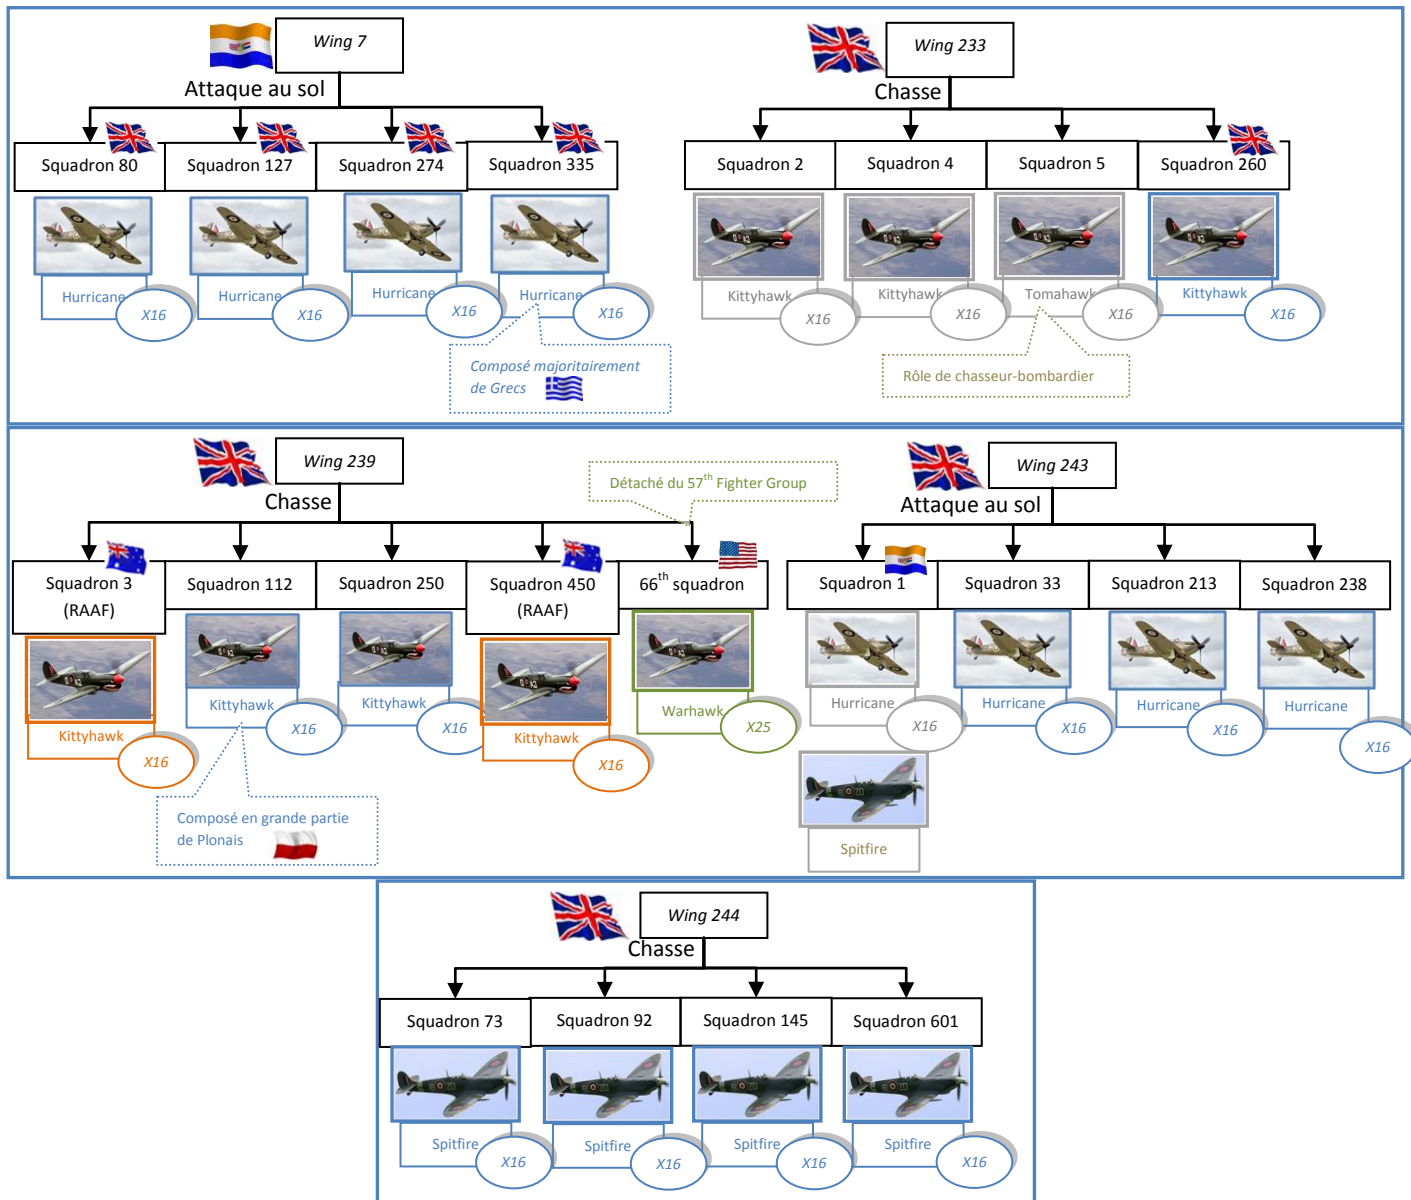 Wing 7
Attaque au sol
Squadron 80
Squadron 127
Squadron 274
Squadron 335
Hurricane
X16
Hurricane
X16
Hurricane
X16
Hurricane
X16
Composé majoritairement
de Grecs
Wing 233
Chasse
Squadron 2
Squadron 4
Squadron 5
Squadron 260
Kittyhawk
X16
Kittyhawk
X16
Tomahawk
X16
Kittyhawk
X16
Rôle de chasseur-bombardier
Wing 239
Chasse
Détaché du 57th Fighter Group
Squadron 3
(RAAF)
Squadron 112
Squadron 250
Squadron 450
(RAAF)
66th squadron
Kittyhawk
X16
Kittyhawk
X16
Kittyhawk
X16
Kittyhawk
X16
Warhawk
X25
Composé en grande partie
de Plonais
Wing 243
Attaque au sol
Squadron 1
Squadron 33
Squadron 213
Squadron 238
Hurricane
X16
Hurricane
X16
Hurricane
X16
Hurricane
X16
Spitfire
Wing 244
Chasse
Squadron 73
Squadron 92
Squadron 145
Squadron 601
Spitfire
X16
Spitfire
X16
Spitfire
X16
Spitfire
X16